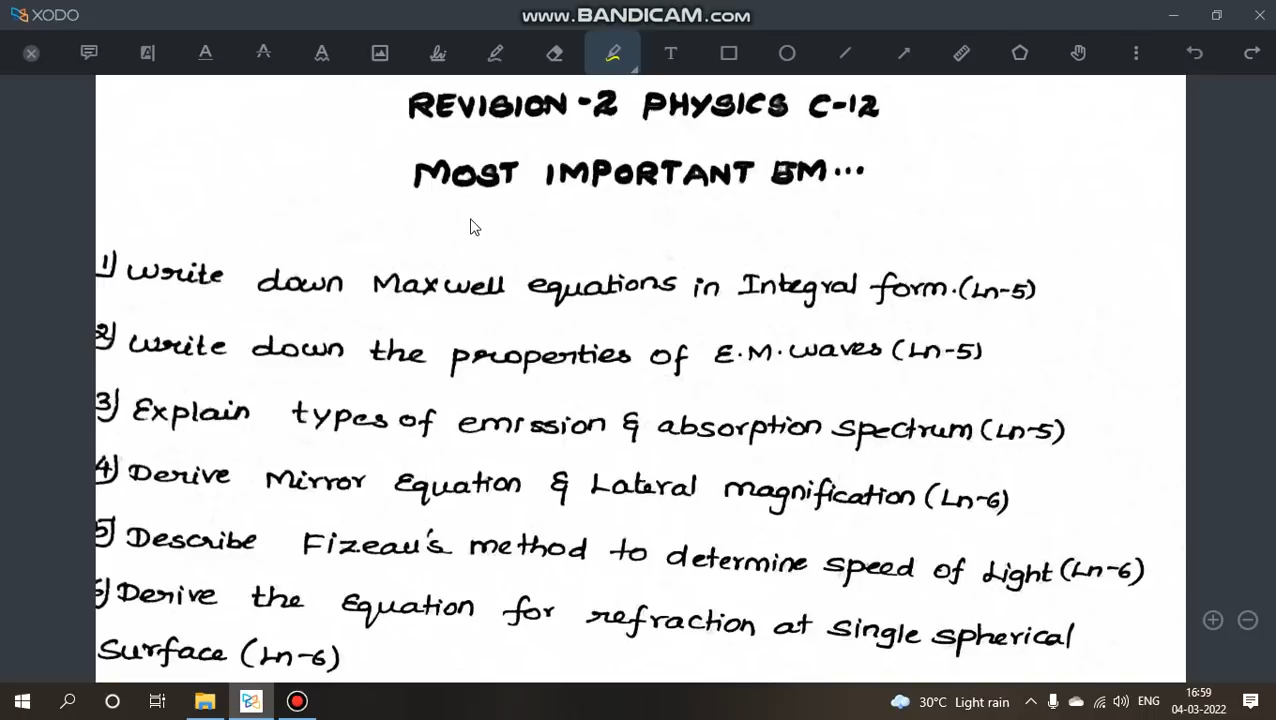 XODO
www.BANDICAM.com
REVISION-2 PHYSICS C-12
MOST IMPORTANT 5M...
1) Write down Maxwell equations in Integral form.(Ln-5)
2) Write down the properties of E.M. waves (Ln-5)
3) Explain types of emission & absorption spectrum (Ln-5)
4) Derive Mirror Equation & Lateral magnification (Ln-6)
5) Describe Fizeau's method to determine speed of Light (Ln-6)
6) Derive the Equation for refraction at single spherical
surface (Ln-6)
30°C Light rain
ENG
16:59
04-03-2022